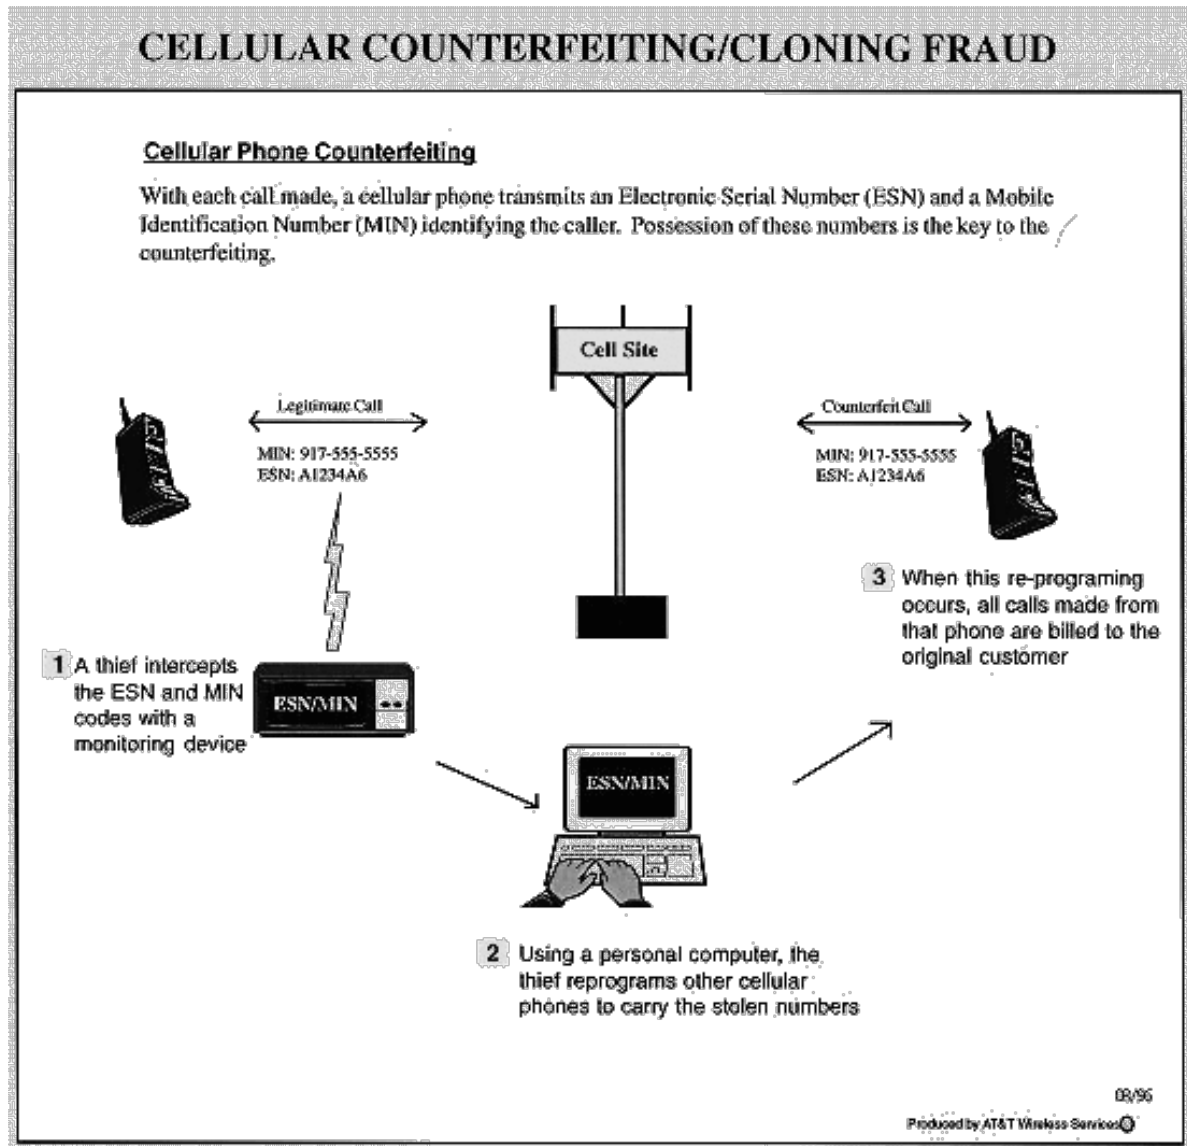 CELLULAR COUNTERFEITING/CLONING FRAUD
Cellular Phone Counterfeiting
With each call made, a cellular phone transmits an Electronic Serial Number (ESN) and a Mobile
Identification Number (MIN) identifying the caller. Possession of these numbers is the key to the
counterfeiting.
Cell Site
Legitimate Call
MIN: 917-555-5555
ESN: A1234A6
Counterfeit Call
MIN: 917-555-5555
ESN: A1234A6
1 A thief intercepts
the ESN and MIN
codes with a
monitoring device
ESN/MIN
ESN/MIN
2 Using a personal computer, the
thief reprograms other cellular
phones to carry the stolen numbers
3 When this re-programing
occurs, all calls made from
that phone are billed to the
original customer
08/96
Produced by AT&T Wireless Services